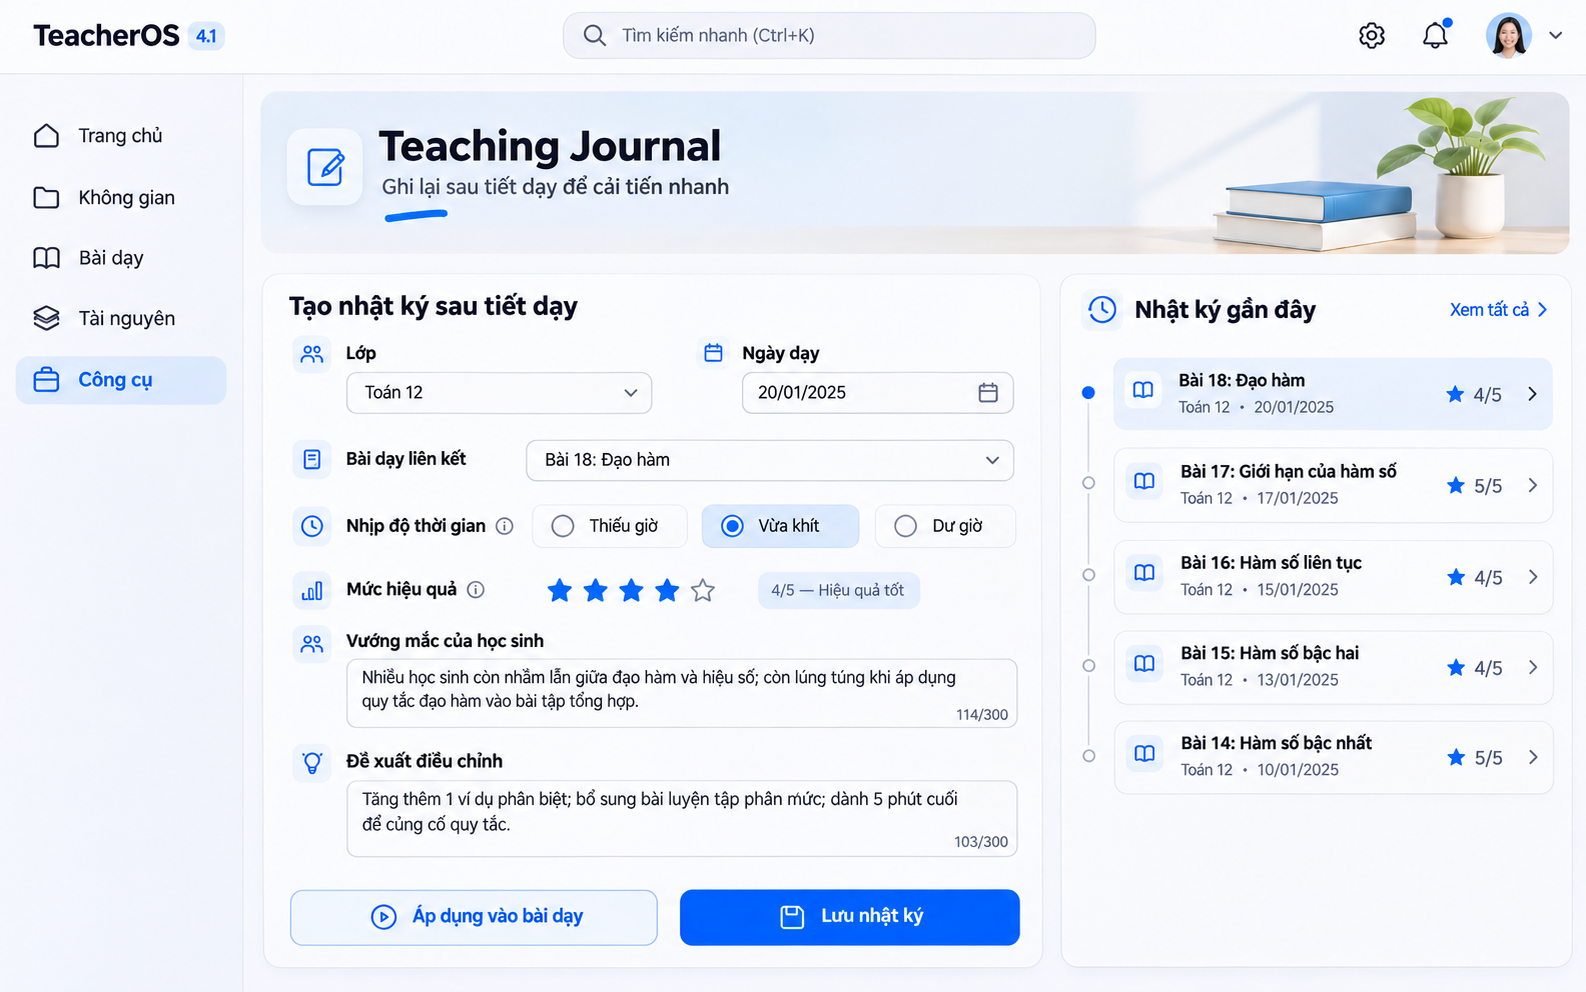 TeacherOS 4.1
Tìm kiếm nhanh (Ctrl+K)
Trang chủ
Không gian
Bài dạy
Tài nguyên
Công cụ
Teaching Journal
Ghi lại sau tiết dạy để cải tiến nhanh
Tạo nhật ký sau tiết dạy
Lớp
Toán 12
Ngày dạy
20/01/2025
Bài dạy liên kết
Bài 18: Đạo hàm
Nhịp độ thời gian
Thiếu giờ
Vừa khít
Dư giờ
Mức hiệu quả
4/5 — Hiệu quả tốt
Vướng mắc của học sinh
Nhiều học sinh còn nhầm lẫn giữa đạo hàm và hiệu số; còn lúng túng khi áp dụng
quy tắc đạo hàm vào bài tập tổng hợp.
114/300
Đề xuất điều chỉnh
Tăng thêm 1 ví dụ phân biệt; bổ sung bài luyện tập phân mức; dành 5 phút cuối
để củng cố quy tắc.
103/300
Áp dụng vào bài dạy
Lưu nhật ký
Nhật ký gần đây
Xem tất cả
Bài 18: Đạo hàm
Toán 12 • 20/01/2025
4/5
Bài 17: Giới hạn của hàm số
Toán 12 • 17/01/2025
5/5
Bài 16: Hàm số liên tục
Toán 12 • 15/01/2025
4/5
Bài 15: Hàm số bậc hai
Toán 12 • 13/01/2025
4/5
Bài 14: Hàm số bậc nhất
Toán 12 • 10/01/2025
5/5